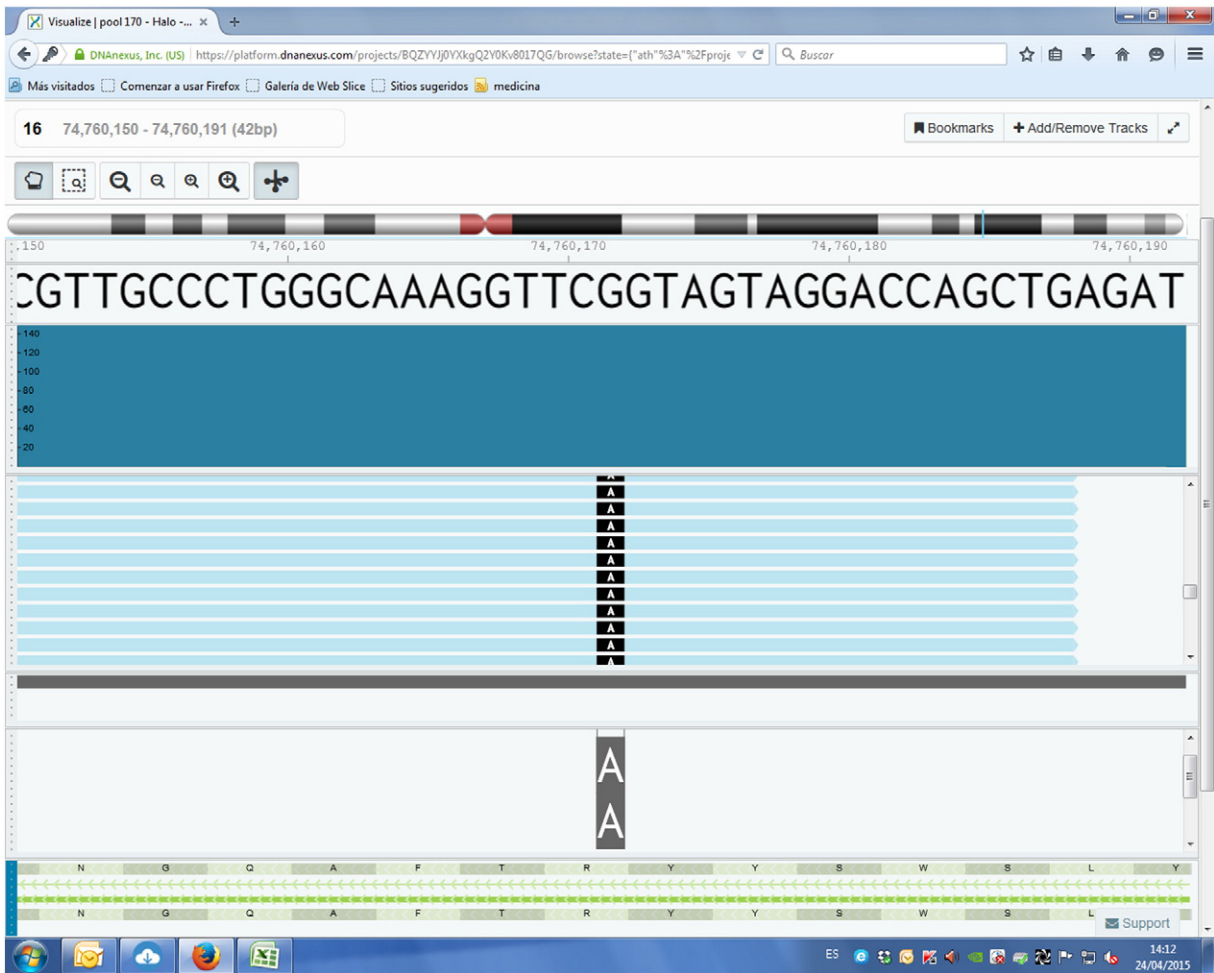 Visualize | pool 170 - Halo -... ×
DNAnexus, Inc. (US) https://platform.dnanexus.com/projects/BQZYYJj0YXkgQ2Y0Kv8017QG/browse?state={"ath"%3A"%2Fproje
Buscar
Más visitados Comenzar a usar Firefox Galería de Web Slice Sitios sugeridos medicina
16 74,760,150 - 74,760,191 (42bp) Bookmarks + Add/Remove Tracks
.150 74,760,160 74,760,170 74,760,180 74,760,190
CGTTGCCCTGGGCAAAGGTTCGGTAGTAGGACCAGCTGAGAT
140
120
100
80
60
40
20
A
A
A
A
A
A
A
A
A
A
A
A
A
A
N G Q A F T R Y Y S W S L Y
N G Q A F T R Y Y S W S L
Support
ES 14:12
24/04/2015